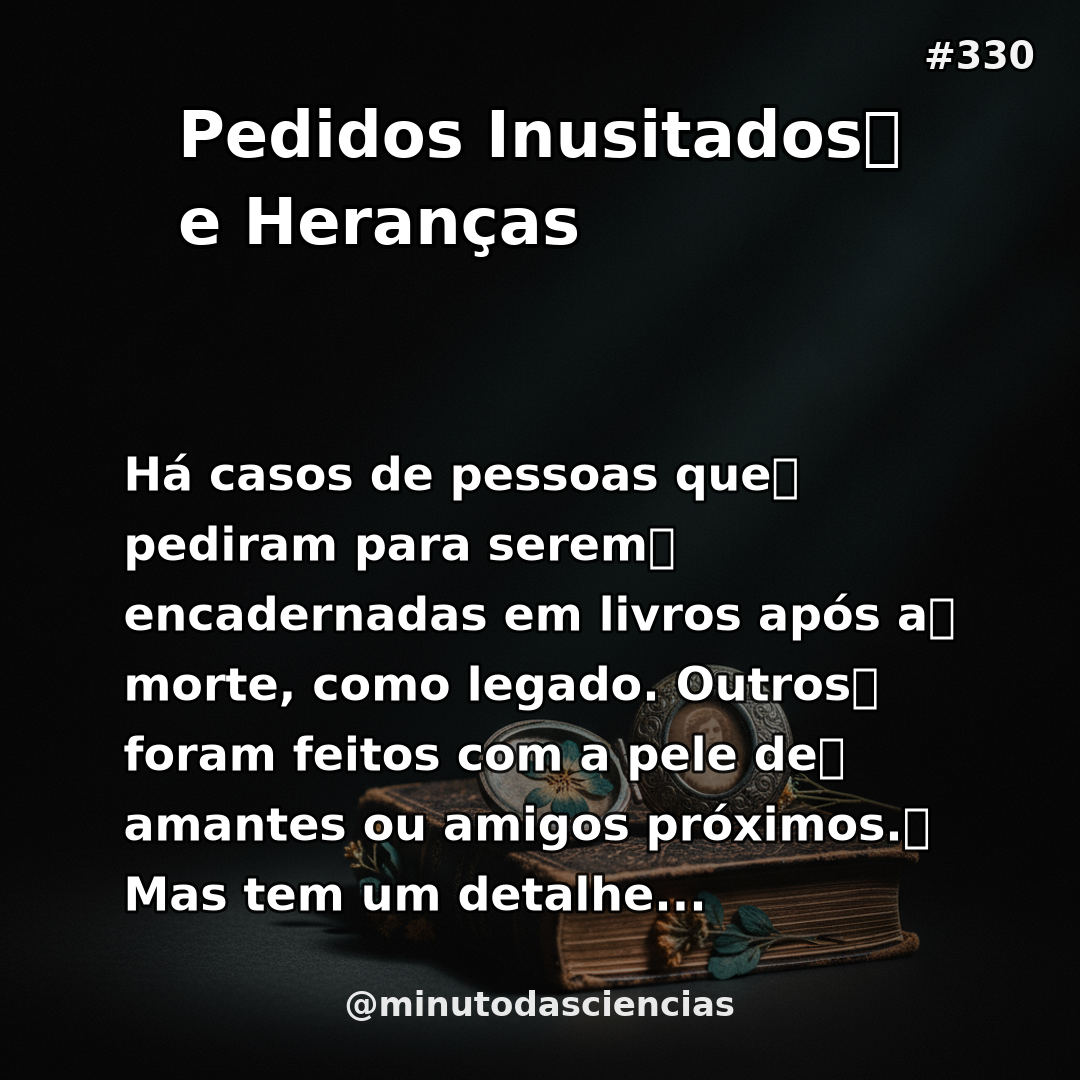 #330
Pedidos Inusitados▯
e Heranças
Há casos de pessoas que▯
pediram para serem▯
encadernadas em livros após a▯
morte, como legado. Outros▯
foram feitos com a pele de▯
amantes ou amigos próximos.▯
Mas tem um detalhe...
@minutodasciencias